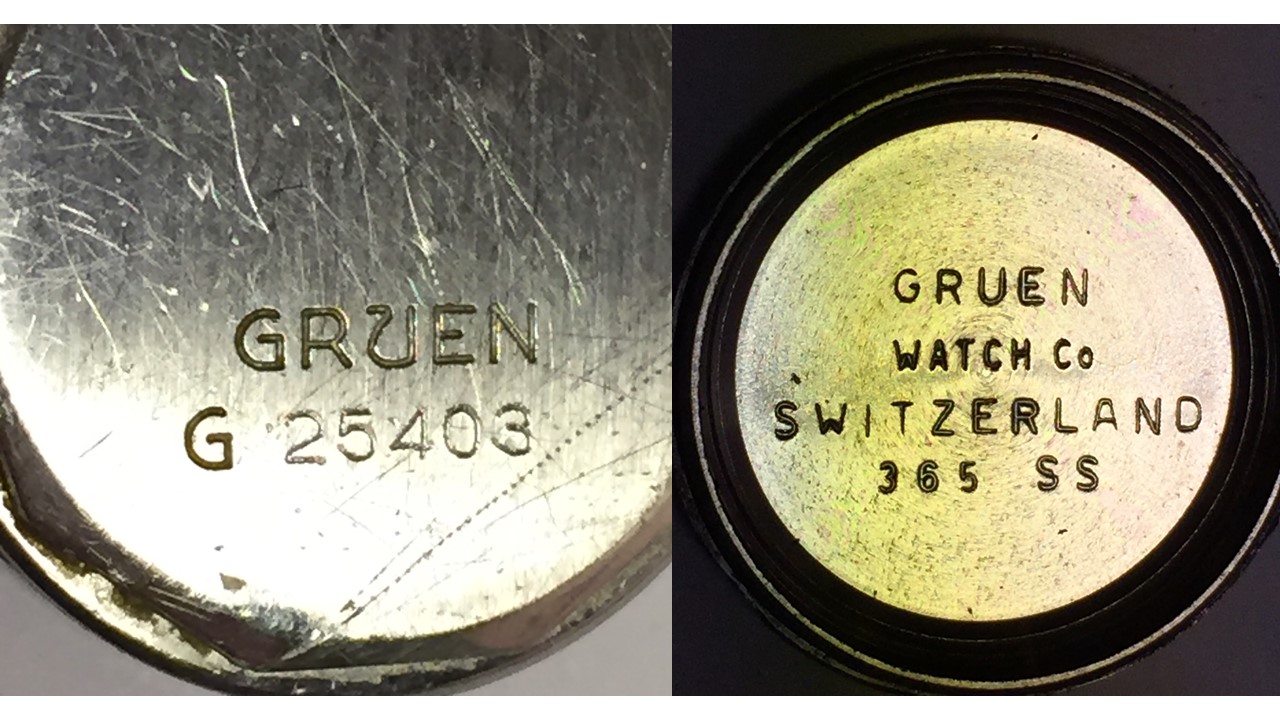 GRUEN
G 25403
GRUEN
WATCH Co
SWITZERLAND
365 SS